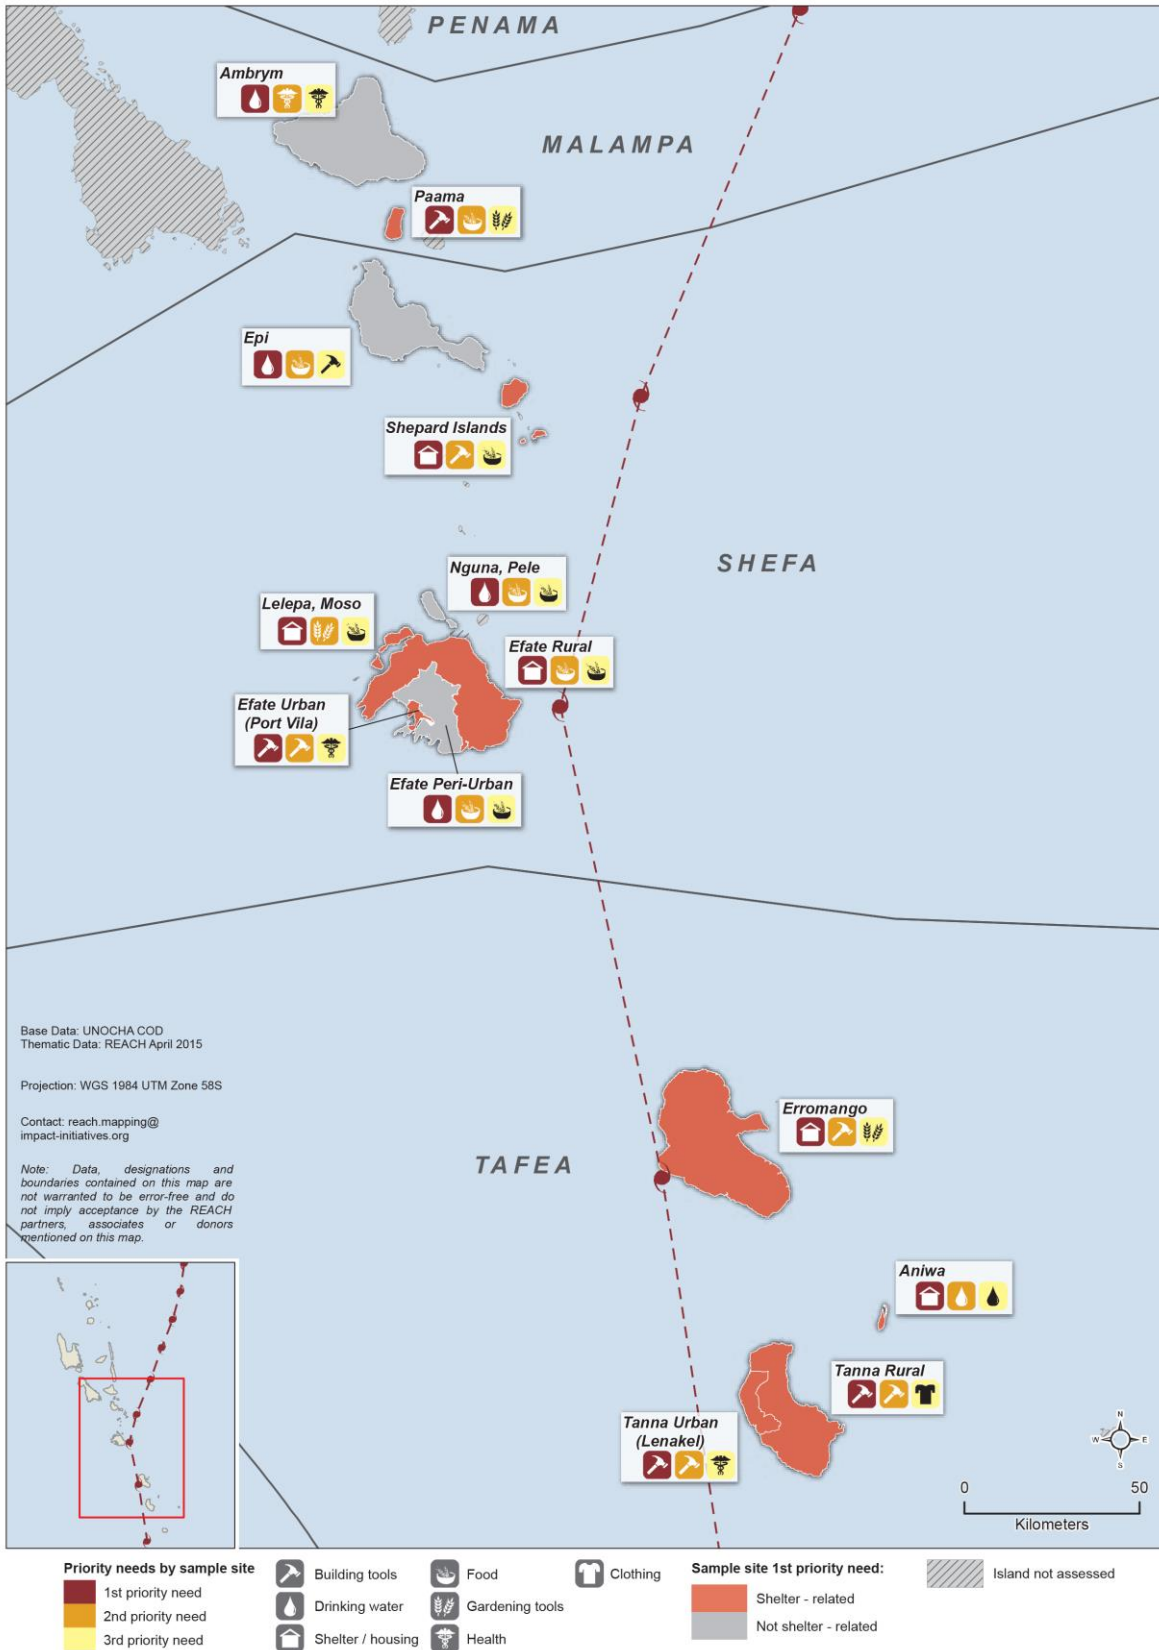 PENAMA
Ambrym
MALAMPA
Paama
Epi
Shepard Islands
SHEFA
Nguna, Pele
Lelepa, Moso
Efate Rural
Efate Urban
(Port Vila)
Efate Peri-Urban
Base Data: UNOCHA COD
Thematic Data: REACH April 2015
Projection: WGS 1984 UTM Zone 58S
Contact: reach.mapping@
impact-initiatives.org
Note: Data, designations and
boundaries contained on this map are
not warranted to be error-free and do
not imply acceptance by the REACH
partners, associates or donors
mentioned on this map.
TAFEA
Erromango
Aniwa
Tanna Rural
Tanna Urban
(Lenakel)
N
W E
S
0 50
Kilometers
Priority needs by sample site
1st priority need
2nd priority need
3rd priority need
Building tools
Drinking water
Shelter / housing
Food
Gardening tools
Health
Clothing
Sample site 1st priority need:
Shelter - related
Not shelter - related
Island not assessed